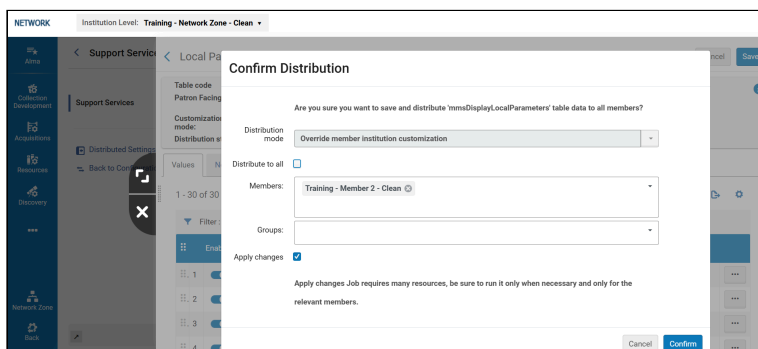 NETWORK
Institution Level: Training - Network Zone - Clean
Alma
Collection Development
Acquisitions
Resources
Discovery
Network Zone
Back
Support Servic
Support Services
Distributed Settings
Back to Con
Local Pa
ncel
Save
Table code
Patron Facing
Customizatio
mode:
Distribution s
Values
N
1 - 30 of 30
Filter :
Enab
1
2
3
4
Confirm Distribution
Are you sure you want to save and distribute 'mmsDisplayLocalParameters' table data to all members?
Distribution mode
Override member institution customization
Distribute to all
Members:
Training - Member 2 - Clean
Groups:
Apply changes
Apply changes Job requires many resources, be sure to run it only when necessary and only for the
relevant members.
Cancel
Confirm